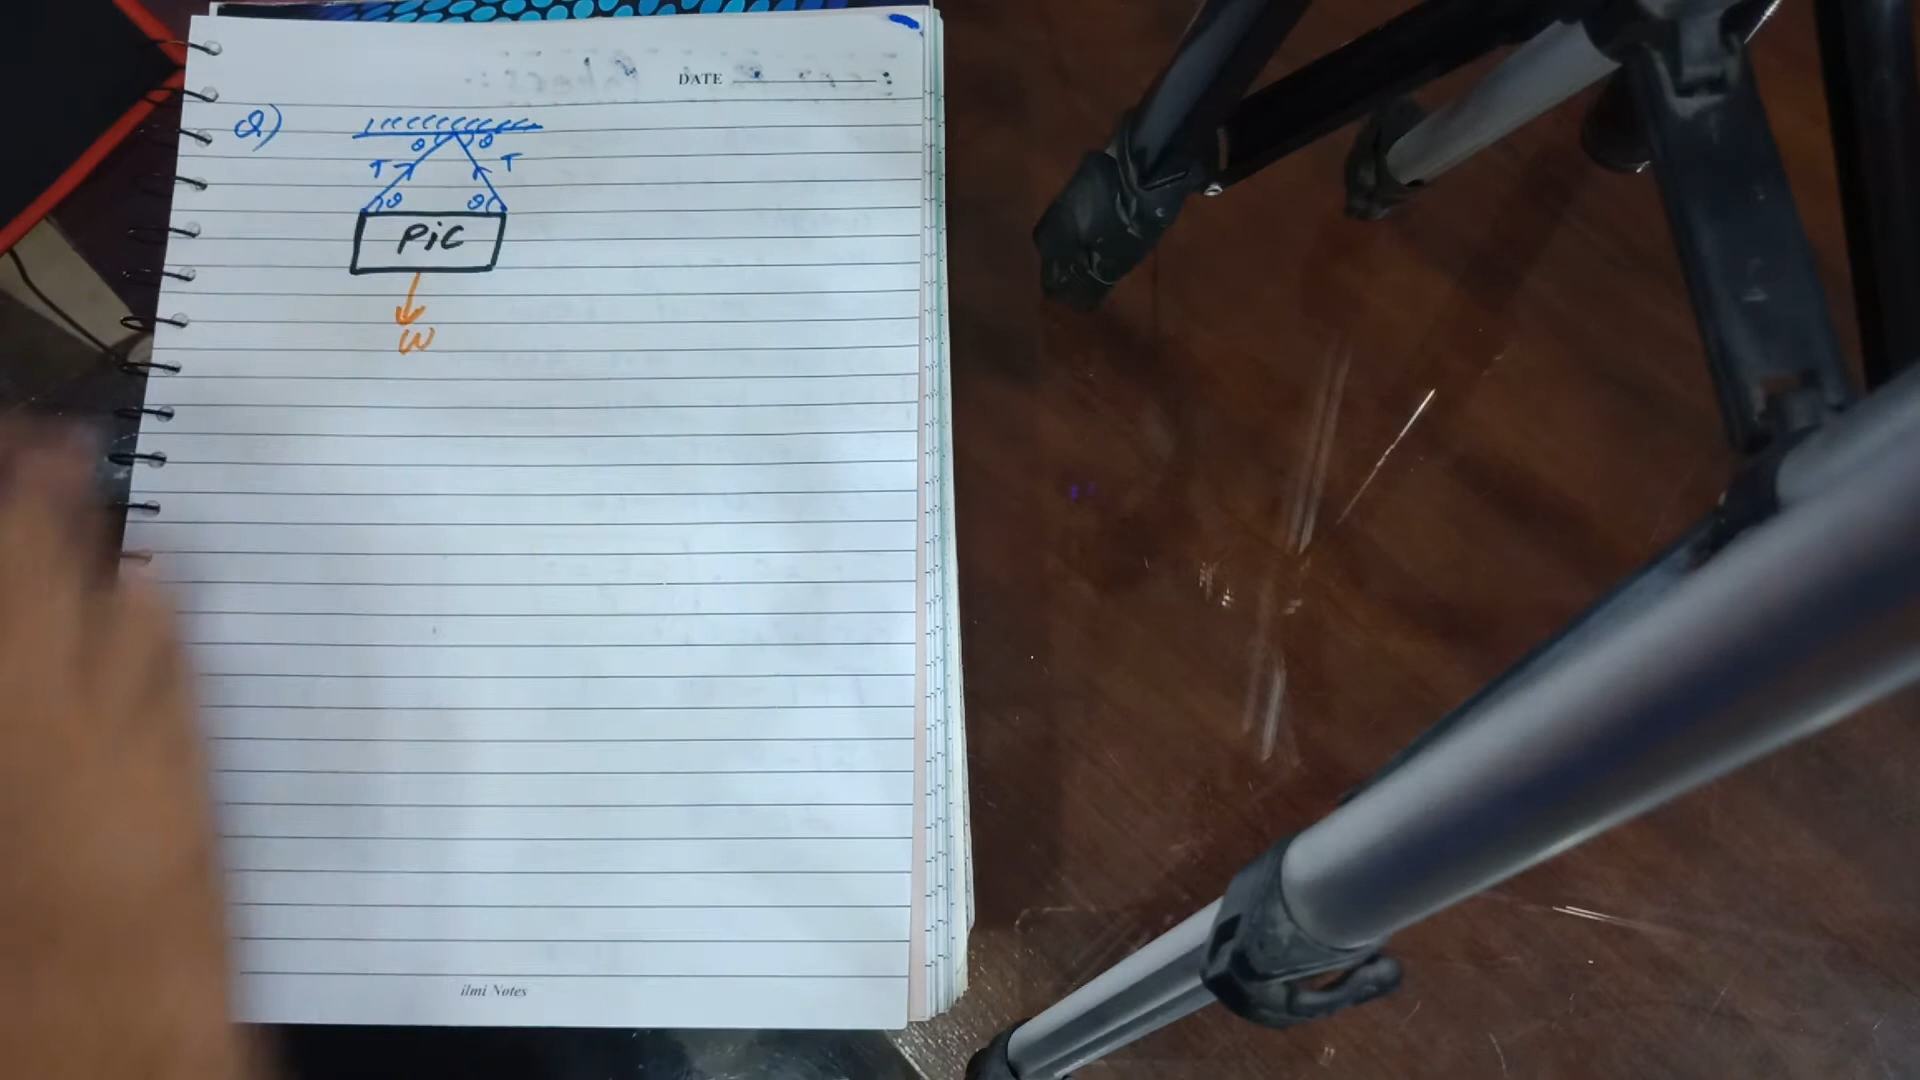 DATE
Q)
θ θ
T T
θ θ
PiC
W
ilmi Notes